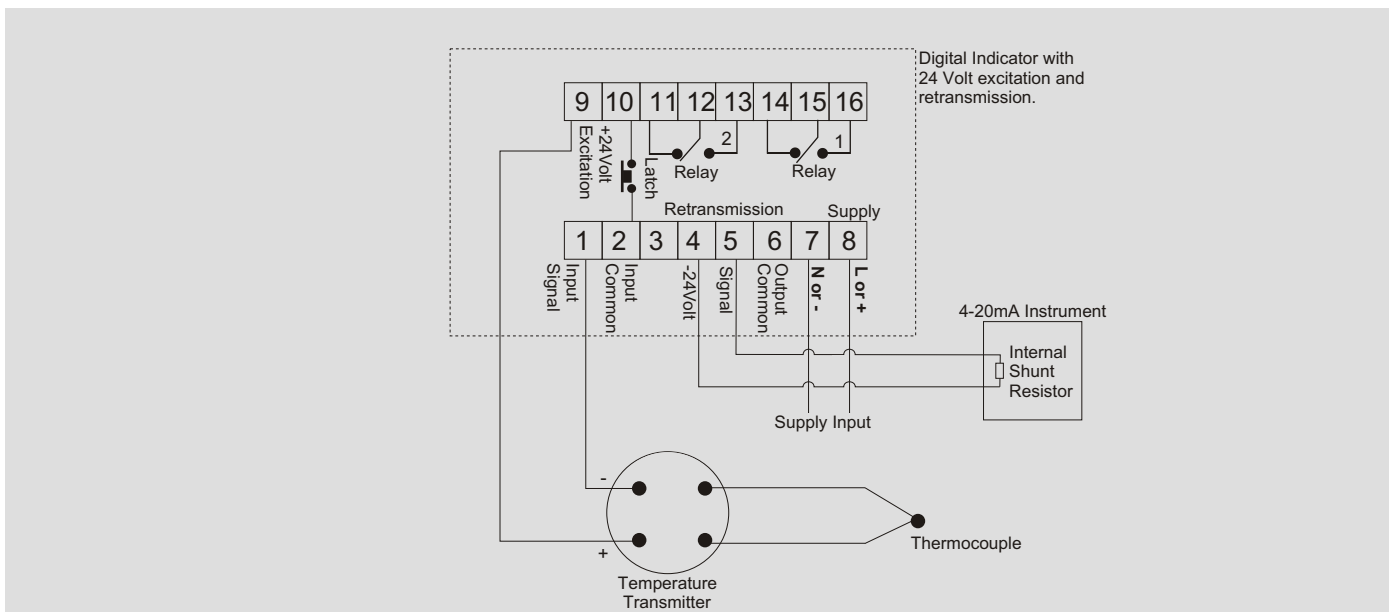 Digital Indicator with
24 Volt excitation and
retransmission.
9 10 11 12 13 14 15 16
+24Volt
Excitation
Latch
2
Relay
1
Relay
Retransmission
Supply
1 2 3 4 5 6 7 8
Input
Signal
Input
Common
-24Volt
Signal
Output
Common
N or -
L or +
4-20mA Instrument
Internal
Shunt
Resistor
Supply Input
-
+
Thermocouple
Temperature
Transmitter